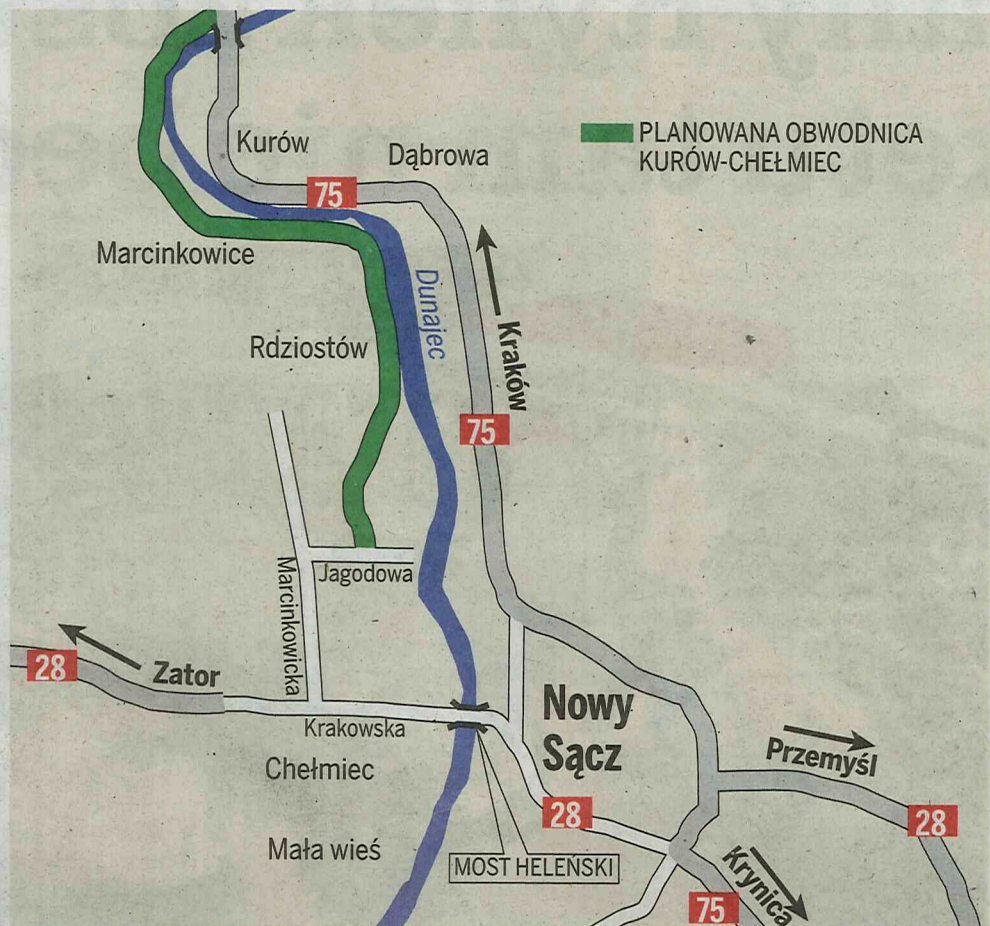 PLANOWANA OBWODNICA
KURÓW-CHEŁMIEC
Kurów
Dąbrowa
75
Marcinkowice
Dunajec
Rdziostów
Kraków
75
Jagodowa
Marcinkowicka
28
Zator
Krakowska
Nowy
Sącz
Chełmiec
Przemyśl
28
28
Mała wieś
MOST HELEŃSKI
Krynica
75